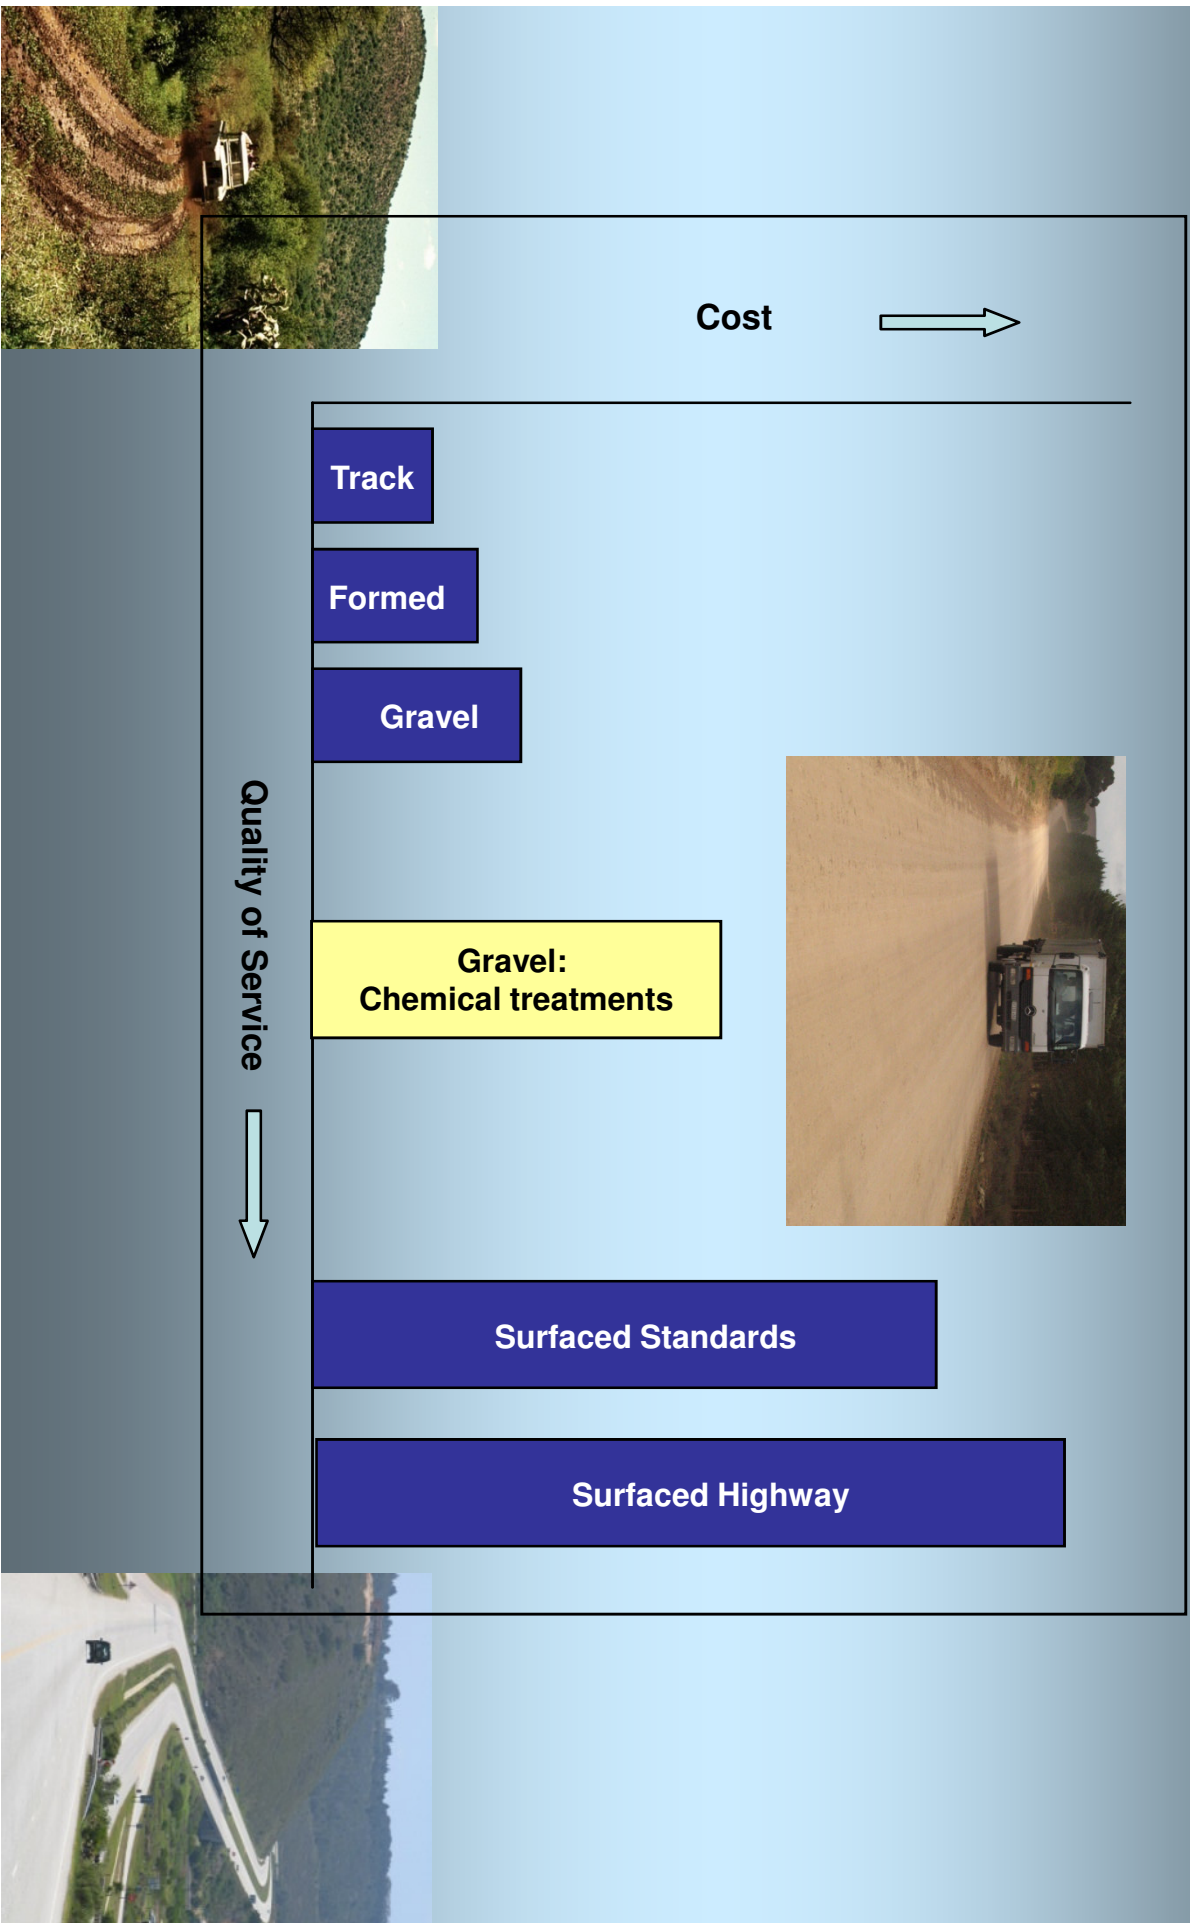 Cost
Track
Formed
Gravel
Quality of Service
Gravel:
Chemical treatments
Surfaced Standards
Surfaced Highway